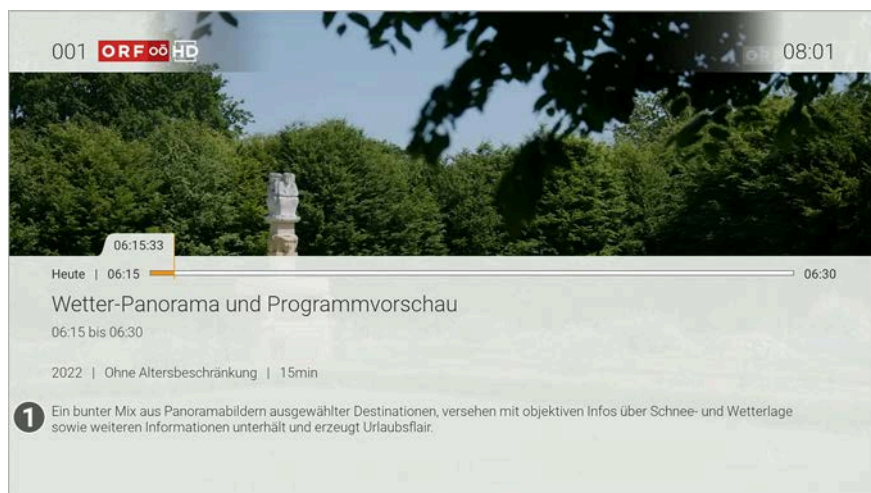 001 ORF OÖ HD 08:01
06:15:33
Heute | 06:15 06:30
Wetter-Panorama und Programmvorschau
06:15 bis 06:30
2022 | Ohne Altersbeschränkung | 15min
1 Ein bunter Mix aus Panoramabildern ausgewählter Destinationen, versehen mit objektiven Infos über Schnee- und Wetterlage
sowie weiteren Informationen unterhält und erzeugt Urlaubsflair.